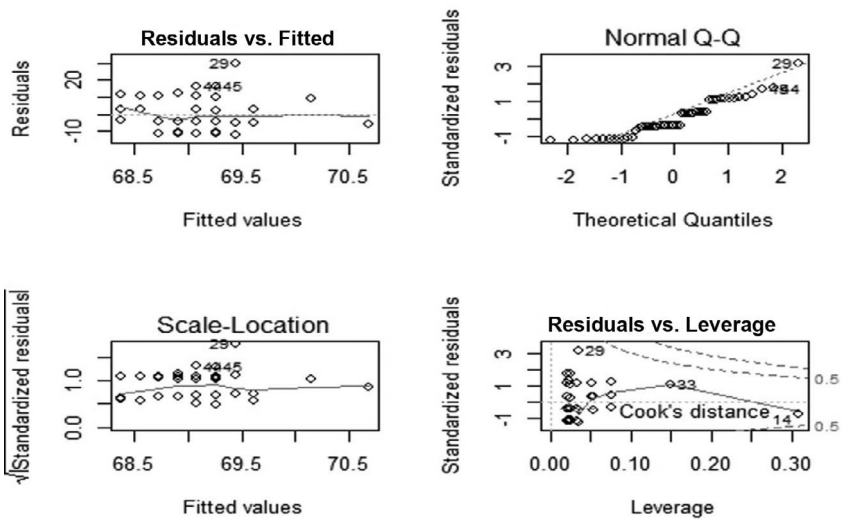 Residuals vs. Fitted
Residuals
20
-10
29
4445
68.5 69.5 70.5
Fitted values
Normal Q-Q
Standardized residuals
3
1
-1
29
-2 -1 0 1 2
Theoretical Quantiles
Scale-Location
√|Standardized residuals|
1.0
0.0
29
4445
68.5 69.5 70.5
Fitted values
Residuals vs. Leverage
Standardized residuals
3
1
-1
29
33
Cook's distance
14
0.5
0.5
0.00 0.10 0.20 0.30
Leverage